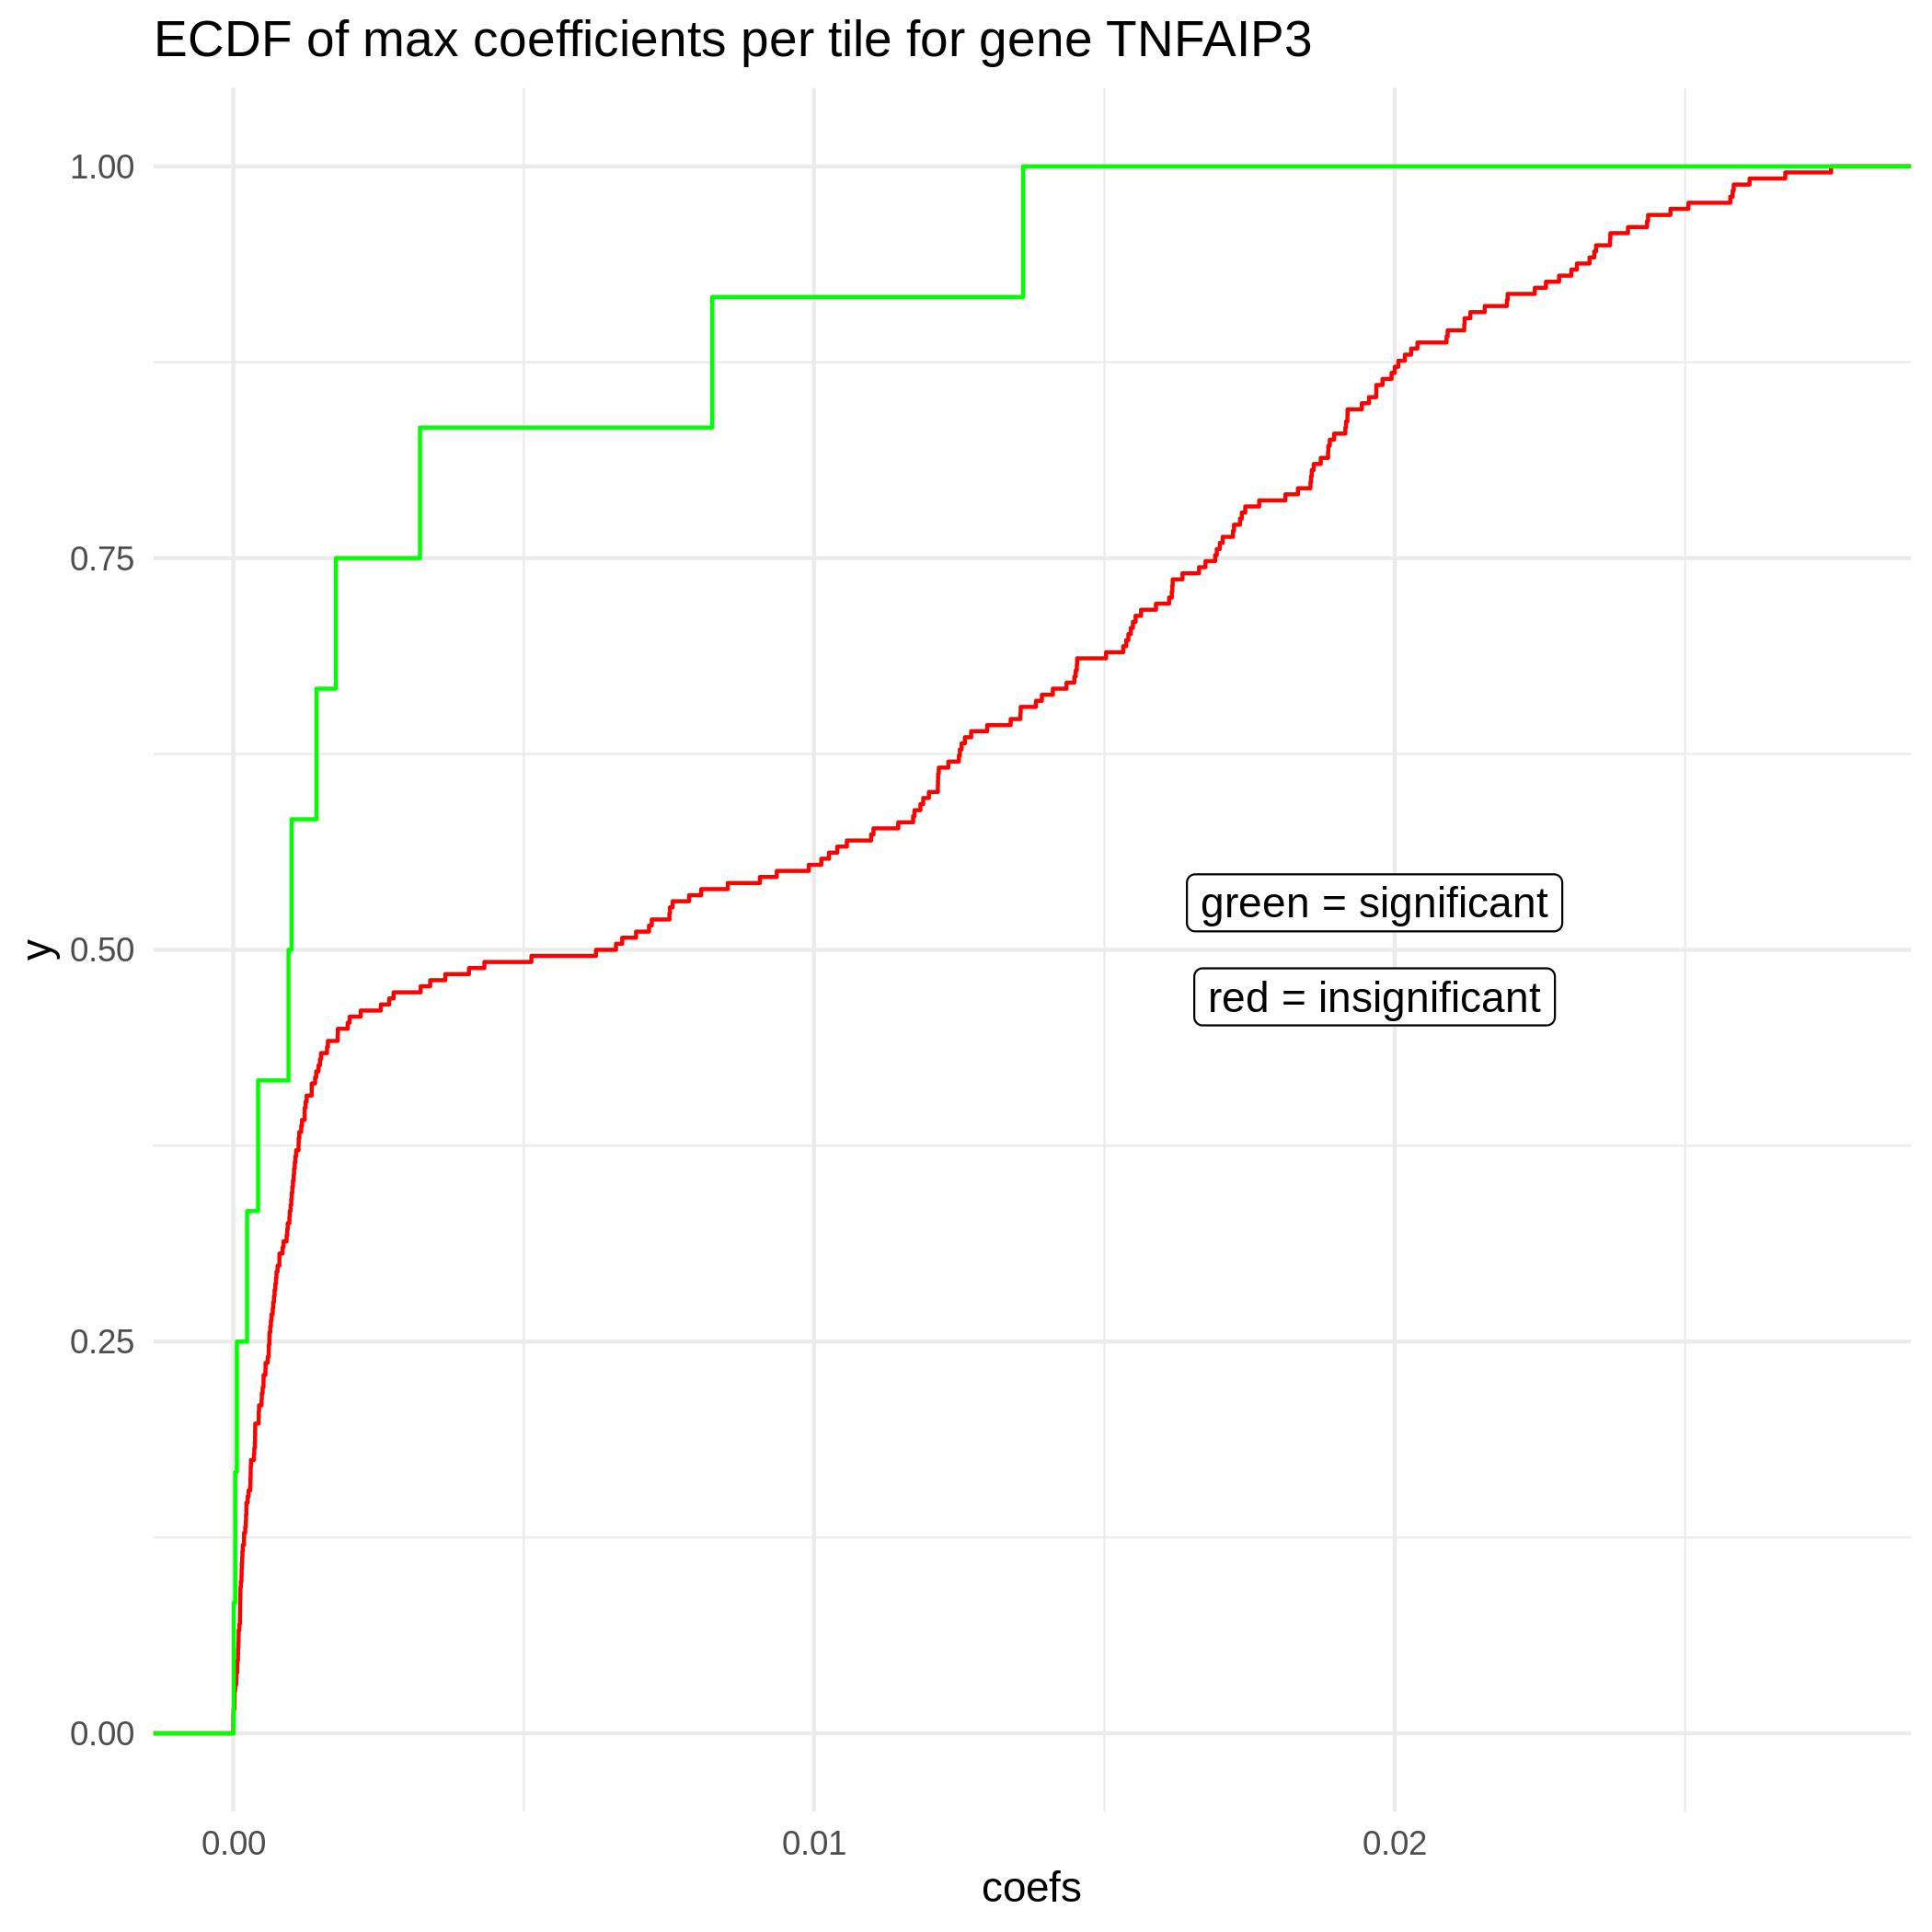 ECDF of max coefficients per tile for gene TNFAIP3
1.00
0.75
0.50
0.25
0.00
y
green = significant
red = insignificant
0.00 0.01 0.02
coefs